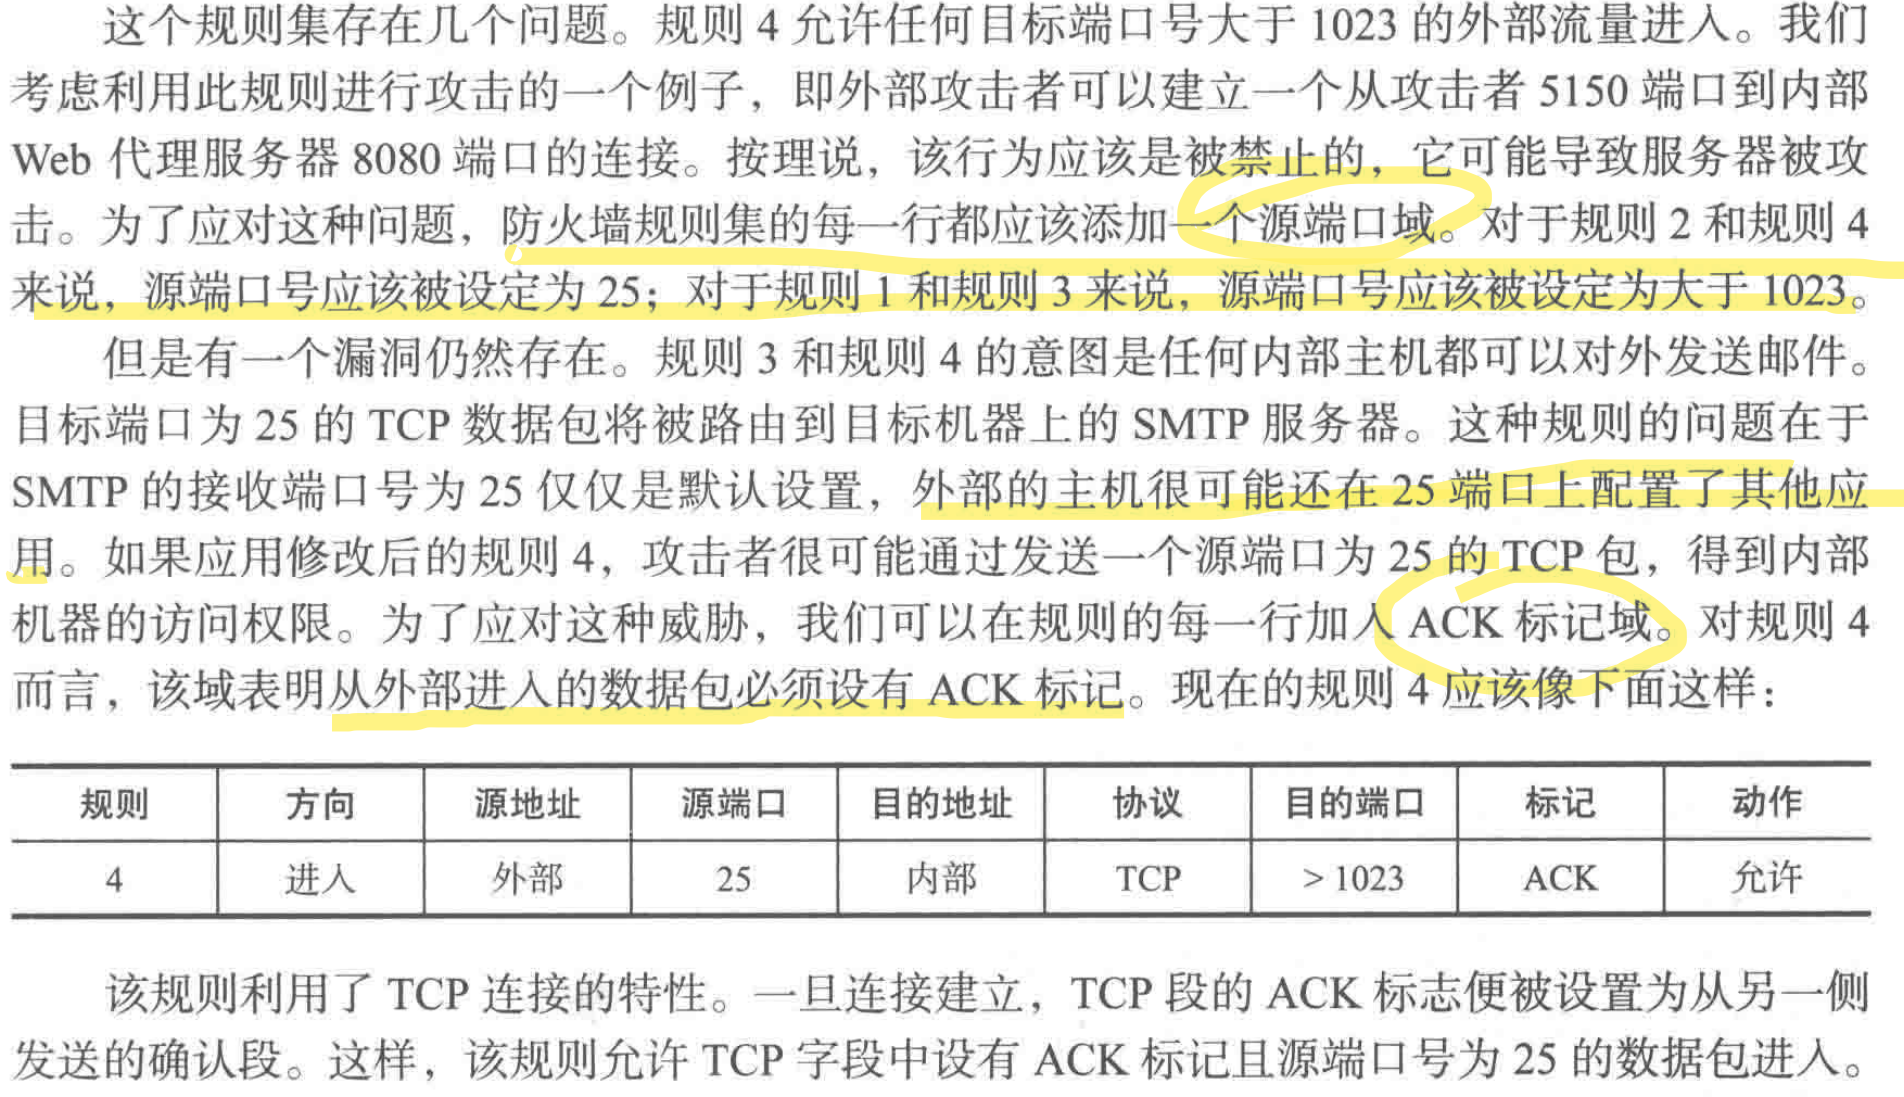 这个规则集存在几个问题。规则 4 允许任何目标端口号大于 1023 的外部流量进入。我们
考虑利用此规则进行攻击的一个例子，即外部攻击者可以建立一个从攻击者 5150 端口到内部
Web 代理服务器 8080 端口的连接。按理说，该行为应该是被禁止的，它可能导致服务器被攻
击。为了应对这种问题，防火墙规则集的每一行都应该添加一个源端口域。对于规则 2 和规则 4
来说，源端口号应该被设定为 25；对于规则 1 和规则 3 来说，源端口号应该被设定为大于 1023。
但是有一个漏洞仍然存在。规则 3 和规则 4 的意图是任何内部主机都可以对外发送邮件。
目标端口为 25 的 TCP 数据包将被路由到目标机器上的 SMTP 服务器。这种规则的问题在于
SMTP 的接收端口号为 25 仅仅是默认设置，外部的主机很可能还在 25 端口上配置了其他应
用。如果应用修改后的规则 4，攻击者很可能通过发送一个源端口为 25 的 TCP 包，得到内部
机器的访问权限。为了应对这种威胁，我们可以在规则的每一行加入 ACK 标记域。对规则 4
而言，该域表明从外部进入的数据包必须设有 ACK 标记。现在的规则 4 应该像下面这样：
规则 方向 源地址 源端口 目的地址 协议 目的端口 标记 动作
4 进入 外部 25 内部 TCP > 1023 ACK 允许
该规则利用了 TCP 连接的特性。一旦连接建立，TCP 段的 ACK 标志便被设置为从另一侧
发送的确认段。这样，该规则允许 TCP 字段中设有 ACK 标记且源端口号为 25 的数据包进入。